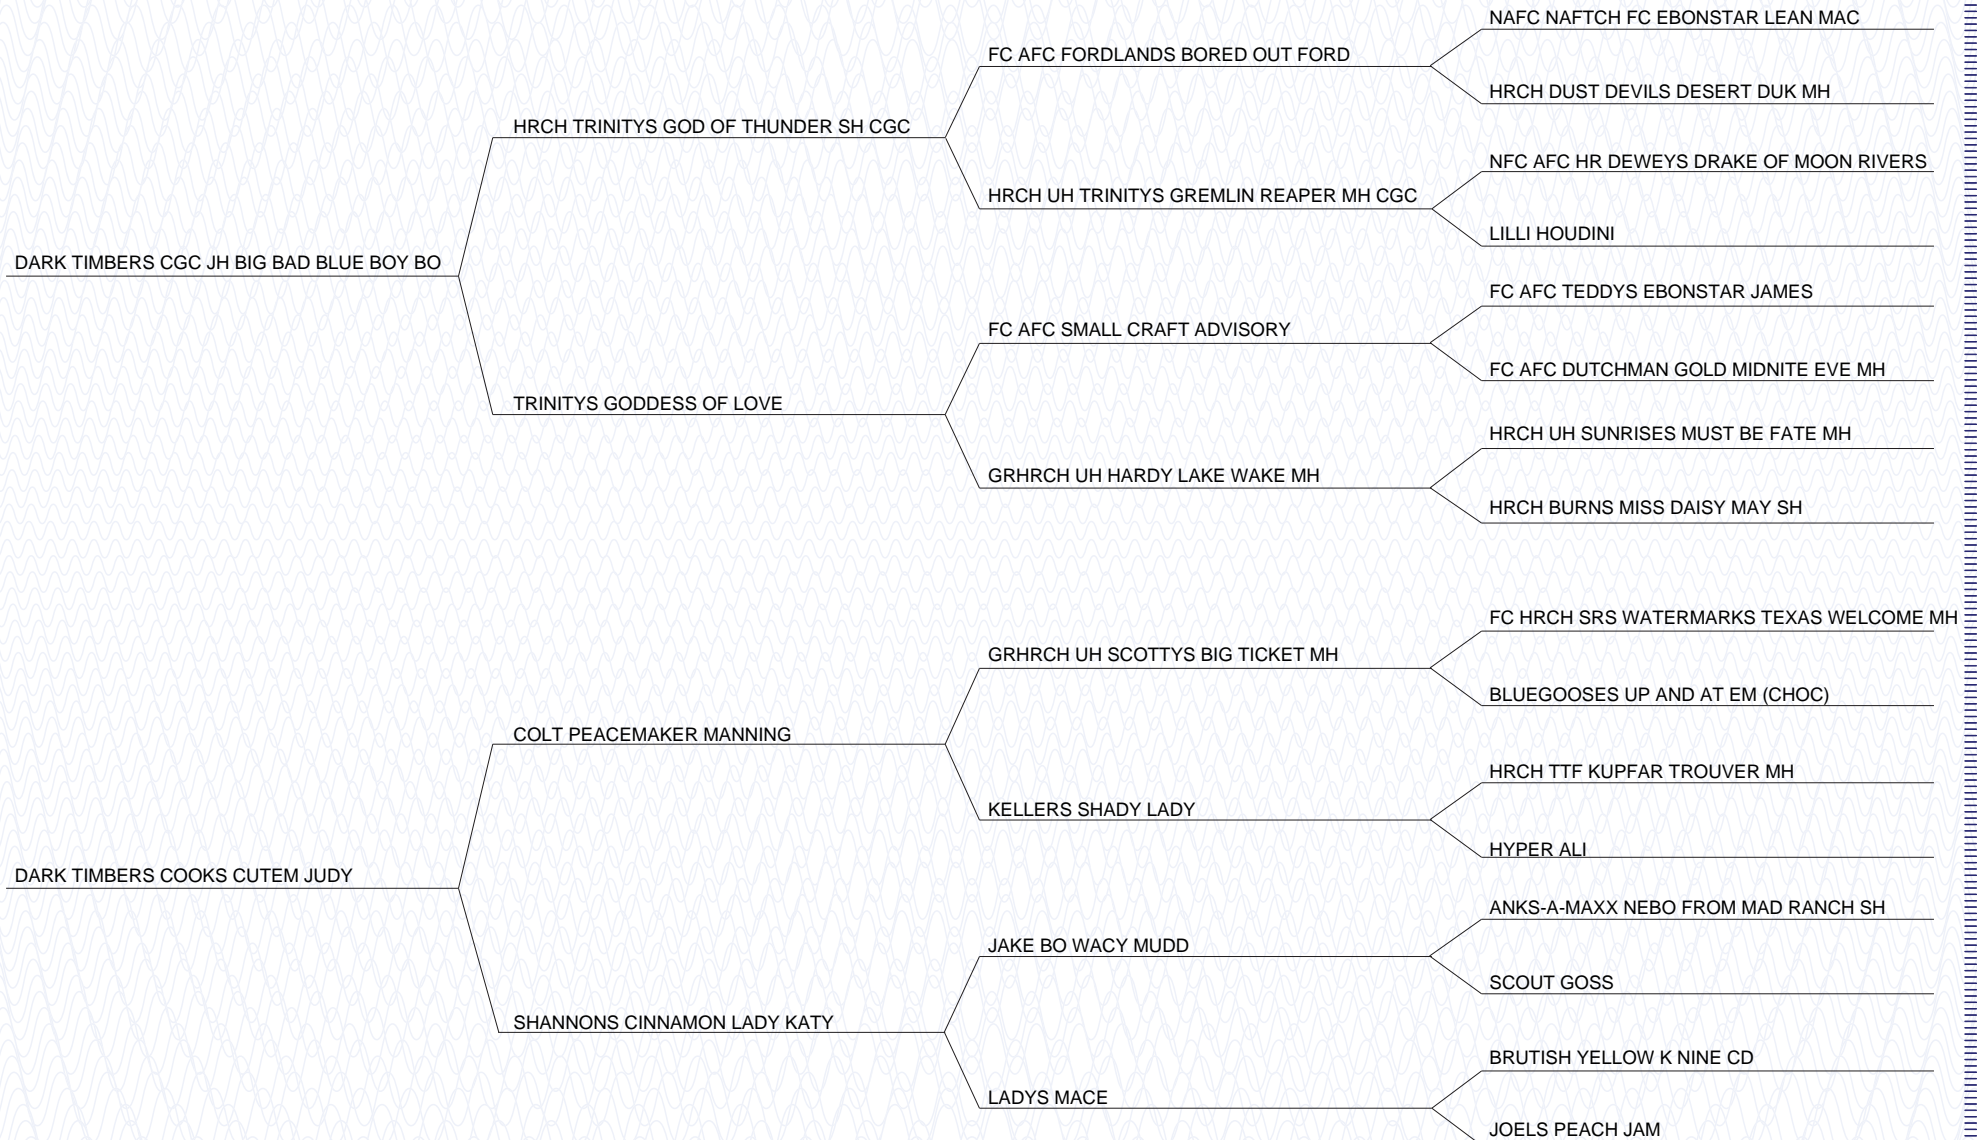 NAFC NAFTCH FC EBONSTAR LEAN MAC
FC AFC FORDLANDS BORED OUT FORD
HRCH DUST DEVILS DESERT DUK MH
HRCH TRINITYS GOD OF THUNDER SH CGC
NFC AFC HR DEWEYS DRAKE OF MOON RIVERS
HRCH UH TRINITYS GREMLIN REAPER MH CGC
LILLI HOUDINI
DARK TIMBERS CGC JH BIG BAD BLUE BOY BO
FC AFC TEDDYS EBONSTAR JAMES
FC AFC SMALL CRAFT ADVISORY
FC AFC DUTCHMAN GOLD MIDNITE EVE MH
TRINITYS GODDESS OF LOVE
HRCH UH SUNRISES MUST BE FATE MH
GRHRCH UH HARDY LAKE WAKE MH
HRCH BURNS MISS DAISY MAY SH
FC HRCH SRS WATERMARKS TEXAS WELCOME MH
GRHRCH UH SCOTTYS BIG TICKET MH
BLUEGOOSES UP AND AT EM (CHOC)
COLT PEACEMAKER MANNING
HRCH TTF KUPFAR TROUVER MH
KELLERS SHADY LADY
HYPER ALI
DARK TIMBERS COOKS CUTEM JUDY
ANKS-A-MAXX NEBO FROM MAD RANCH SH
JAKE BO WACY MUDD
SCOUT GOSS
SHANNONS CINNAMON LADY KATY
BRUTISH YELLOW K NINE CD
LADYS MACE
JOELS PEACH JAM